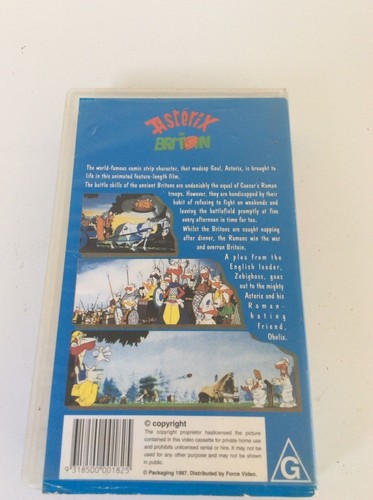 Asterix
IN
BRITAIN
The world-famous comic strip character, that madcap Gaul, Asterix, is brought to
life in this animated feature-length film.
The battle skills of the ancient Britons are undeniably the equal of Caesar's Roman
troops. However, they are handicapped by their
habit of refusing to fight on weekends and
leaving the battlefield promptly at five
every afternoon in time for tea.
Whilst the Britons are caught napping
after dinner, the Romans win the war
and overrun Britain.
A plea from the
English leader,
Zebigboss, goes
out to the mighty
Asterix and his
Roman-
bating
friend,
Obelix.
© copyright
The copyright proprietor has licensed the picture
contained in this video cassette for private home use
and prohibits unlicensed rental or hire. It may not be
used for any other purpose and may not be shown
in public.
© Packaging 1987. Distributed by Force Video.
9 318500 001825
G